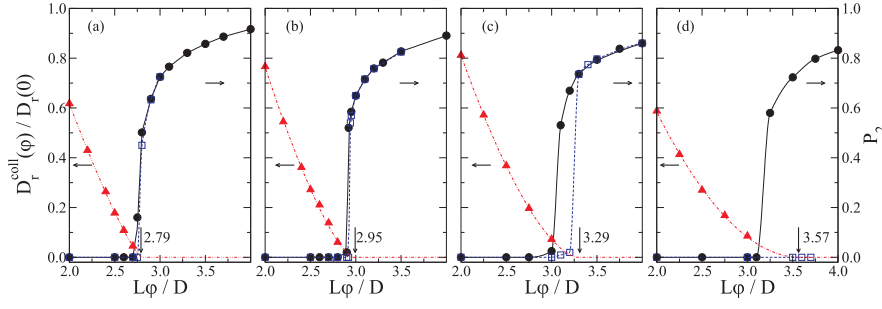 (a) (b) (c) (d)
1.0 0.8 0.6 0.4 0.2 0.0
D_r^coll(φ) / D_r(0)
1.0 0.8 0.6 0.4 0.2 0.0
P_2
2.79 2.95 3.29 3.57
2.0 2.5 3.0 3.5 2.0 2.5 3.0 3.5 2.0 2.5 3.0 3.5 2.0 2.5 3.0 3.5 4.0
Lφ / D Lφ / D Lφ / D Lφ / D